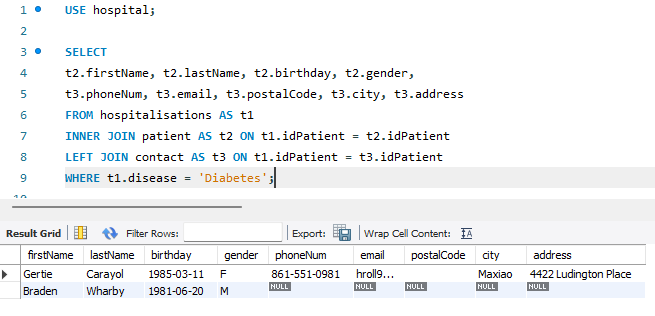 1 USE hospital;
2
3 SELECT
4 t2.firstName, t2.lastName, t2.birthday, t2.gender,
5 t3.phoneNum, t3.email, t3.postalCode, t3.city, t3.address
6 FROM hospitalisations AS t1
7 INNER JOIN patient AS t2 ON t1.idPatient = t2.idPatient
8 LEFT JOIN contact AS t3 ON t1.idPatient = t3.idPatient
9 WHERE t1.disease = 'Diabetes';
Result Grid Filter Rows: Export: Wrap Cell Content:
firstName lastName birthday gender phoneNum email postalCode city address
Gertie Carayol 1985-03-11 F 861-551-0981 hroll9... Maxiao 4422 Ludington Place
Braden Wharby 1981-06-20 M NULL NULL NULL NULL NULL